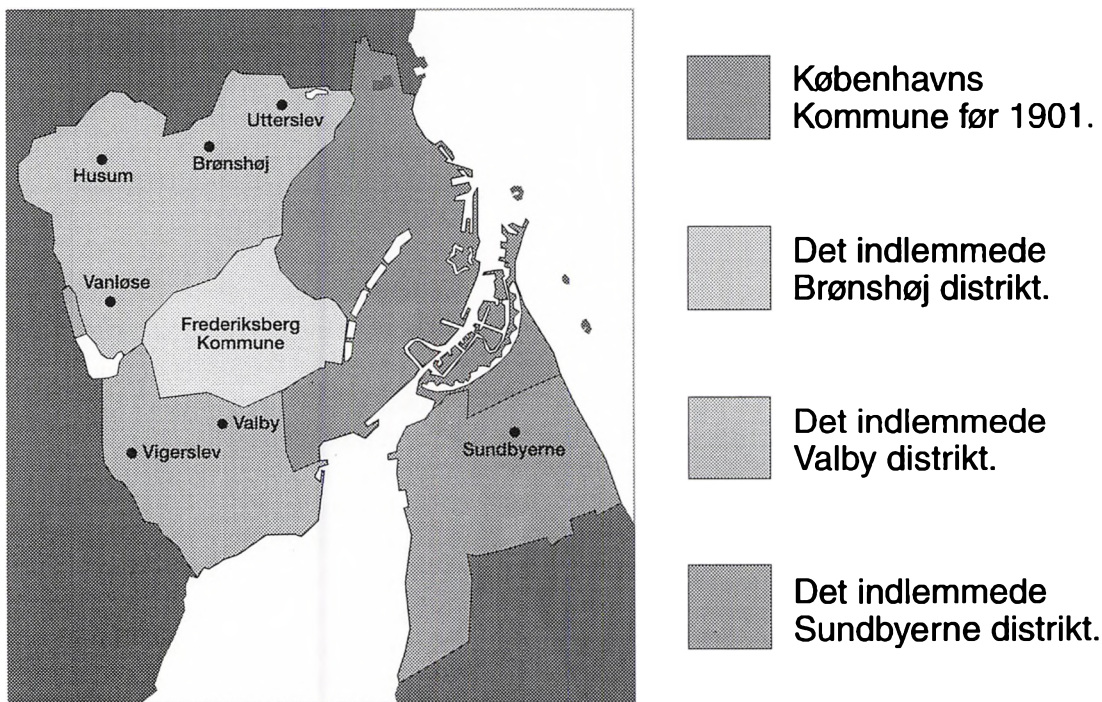 Utterslev
Brønshøj
Husum
Vanløse
Frederiksberg
Kommune
Valby
Vigerslev
Sundbyerne
Københavns
Kommune før 1901.
Det indlemmede
Brønshøj distrikt.
Det indlemmede
Valby distrikt.
Det indlemmede
Sundbyerne distrikt.